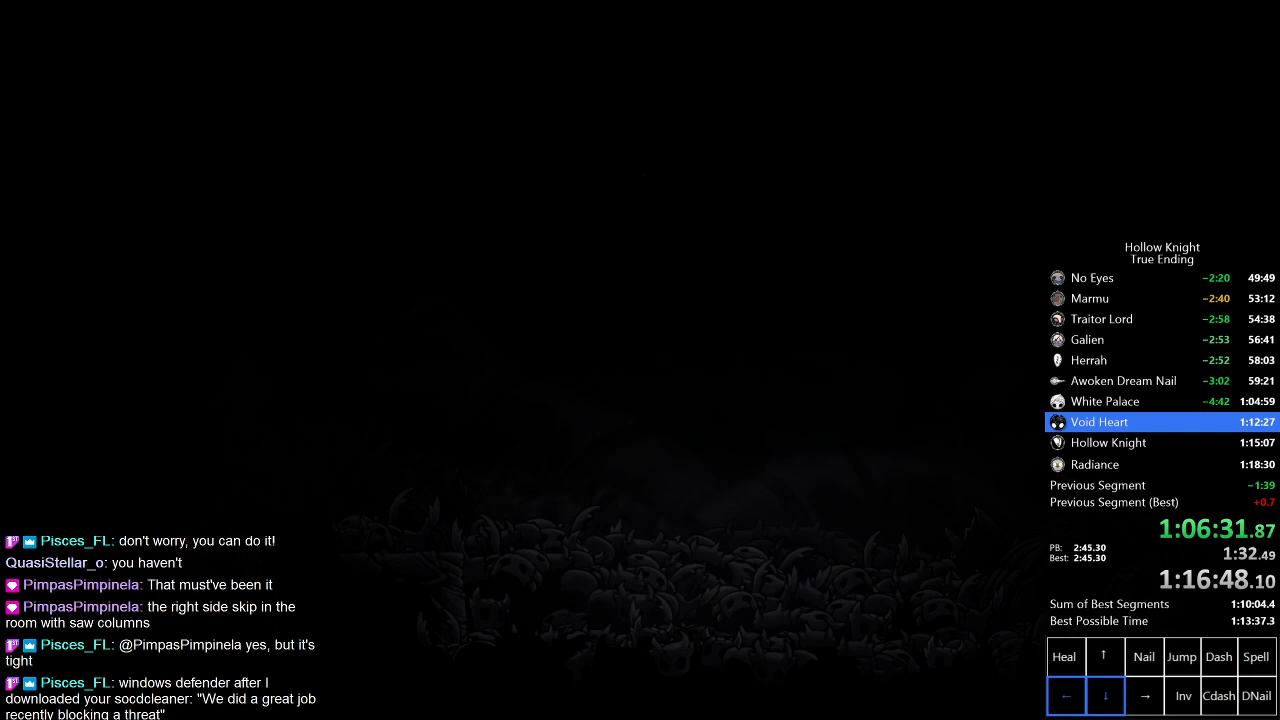 Hollow Knight
True Ending
No Eyes −2:20 49:49
Marmu −2:40 53:12
Traitor Lord −2:58 54:38
Galien −2:53 56:41
Herrah −2:52 58:03
Awoken Dream Nail −3:02 59:21
White Palace −4:42 1:04:59
Void Heart 1:12:27
Hollow Knight 1:15:07
Radiance 1:18:30
Previous Segment −1:39
Previous Segment (Best) +0.7
1:06:31.87
PB: 2:45.30
Best: 2:45.30
1:32.49
1:16:48.10
Sum of Best Segments 1:10:04.4
Best Possible Time 1:13:37.3
Heal ↑ Nail Jump Dash Spell
← ↓ → Inv Cdash DNail
Pisces_FL: don't worry, you can do it!
QuasiStellar_o: you haven't
PimpasPimpinela: That must've been it
PimpasPimpinela: the right side skip in the
room with saw columns
Pisces_FL: @PimpasPimpinela yes, but it's
tight
Pisces_FL: windows defender after I
downloaded your socdcleaner: "We did a great job
recently blocking a threat"